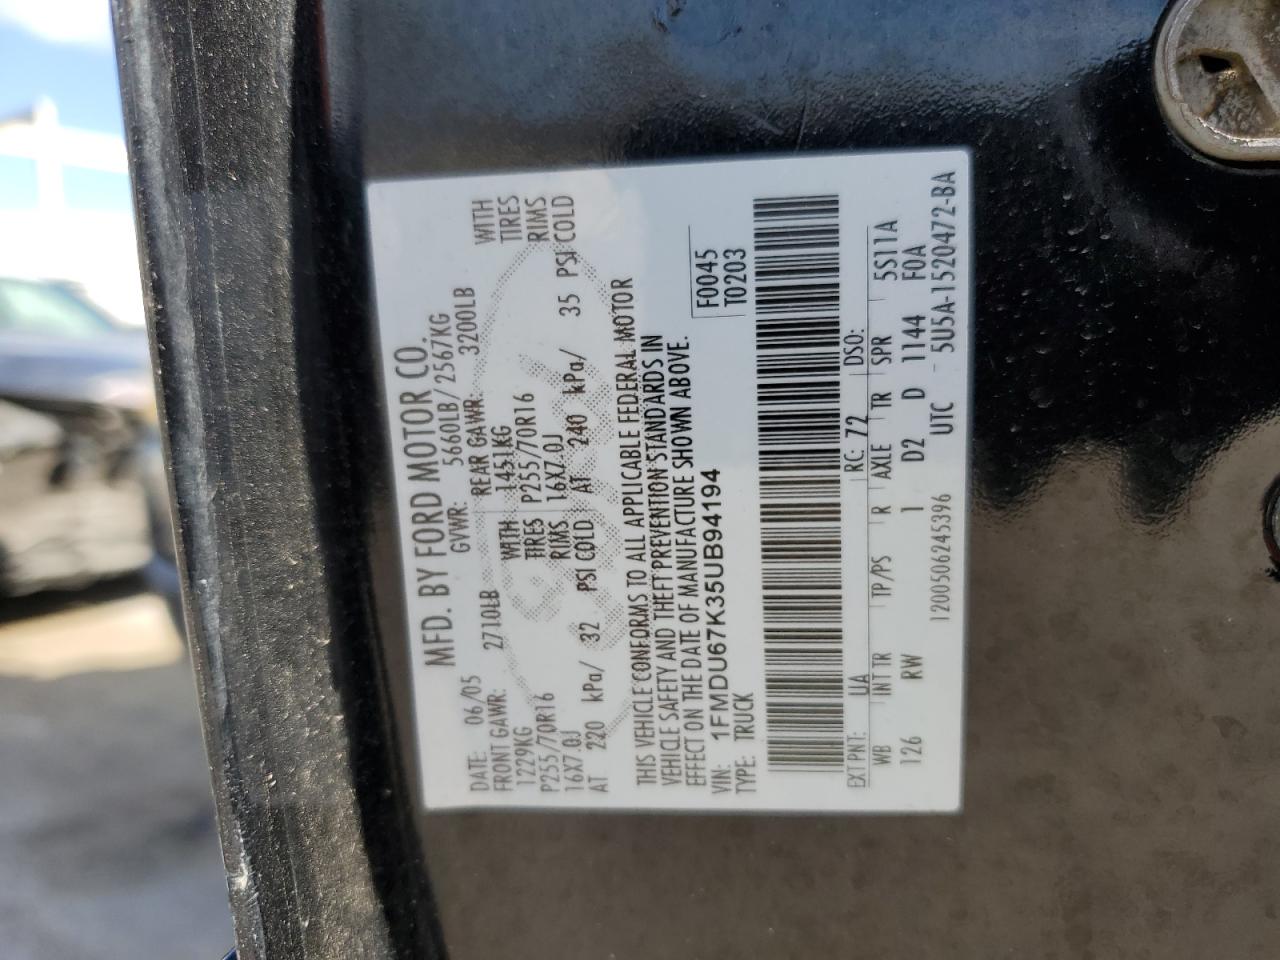 MFD. BY FORD MOTOR CO.
DATE: 06/05 GVWR: 5660LB/2567KG
FRONT GAWR: 2710LB REAR GAWR: 3200LB
1229KG WITH 1451KG WITH
P255/70R16 TIRES P255/70R16 TIRES
16X7.0J RIMS 16X7.0J RIMS
AT 220 kPa/ 32 PSI COLD AT 240 kPa/ 35 PSI COLD
THIS VEHICLE CONFORMS TO ALL APPLICABLE FEDERAL MOTOR
VEHICLE SAFETY AND THEFT PREVENTION STANDARDS IN
EFFECT ON THE DATE OF MANUFACTURE SHOWN ABOVE.
VIN: 1FMDU67K35UB94194 F0045
TYPE: TRUCK T0203
EXT PNT: UA RC: 72 DSO:
WB INT TR TP/PS R AXLE TR SPR 5S11A
126 RW 1 D2 D 1144 F0A
1200506245396 UTC 5U5A-1520472-BA